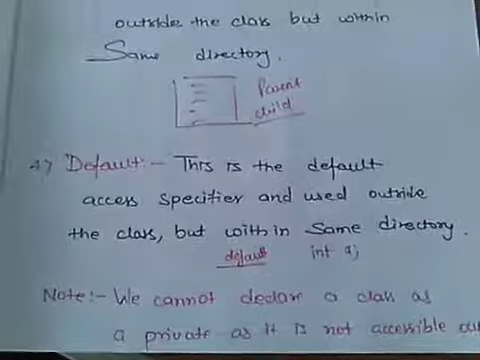 outside the class but within
Same directory.
Parent
child
4) Default:- This is the default
access specifier and used outside
the class, but with in Same directory.
default int a;
Note:- We cannot declar a class as
a private as it is not accessible